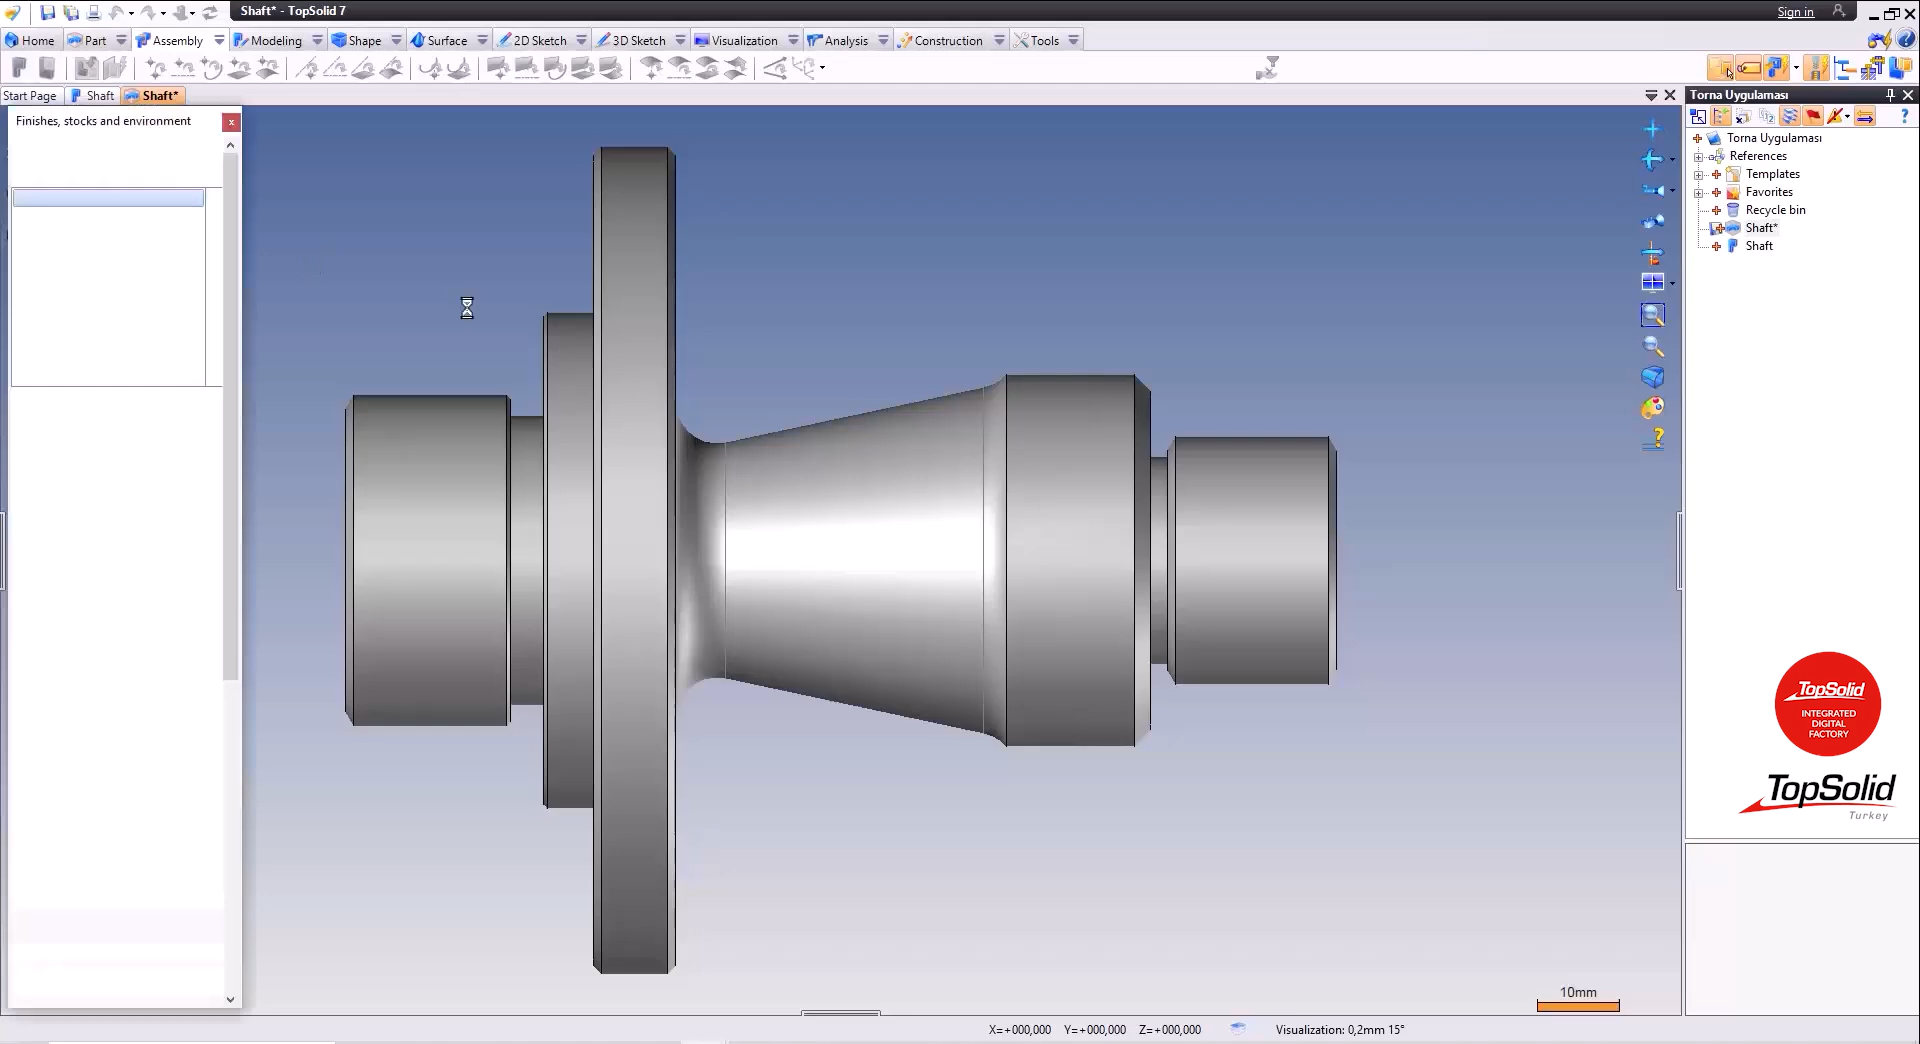 Shaft* - TopSolid 7
Sign in
Home
Part
Assembly
Modeling
Shape
Surface
2D Sketch
3D Sketch
Visualization
Analysis
Construction
Tools
Start Page
Shaft
Shaft*
Finishes, stocks and environment
x
Torna Uygulaması
Torna Uygulaması
References
Templates
Favorites
Recycle bin
Shaft*
Shaft
TopSolid
INTEGRATED
DIGITAL
FACTORY
TopSolid
Turkey
10mm
X=+000,000 Y=+000,000 Z=+000,000
Visualization: 0,2mm 15°